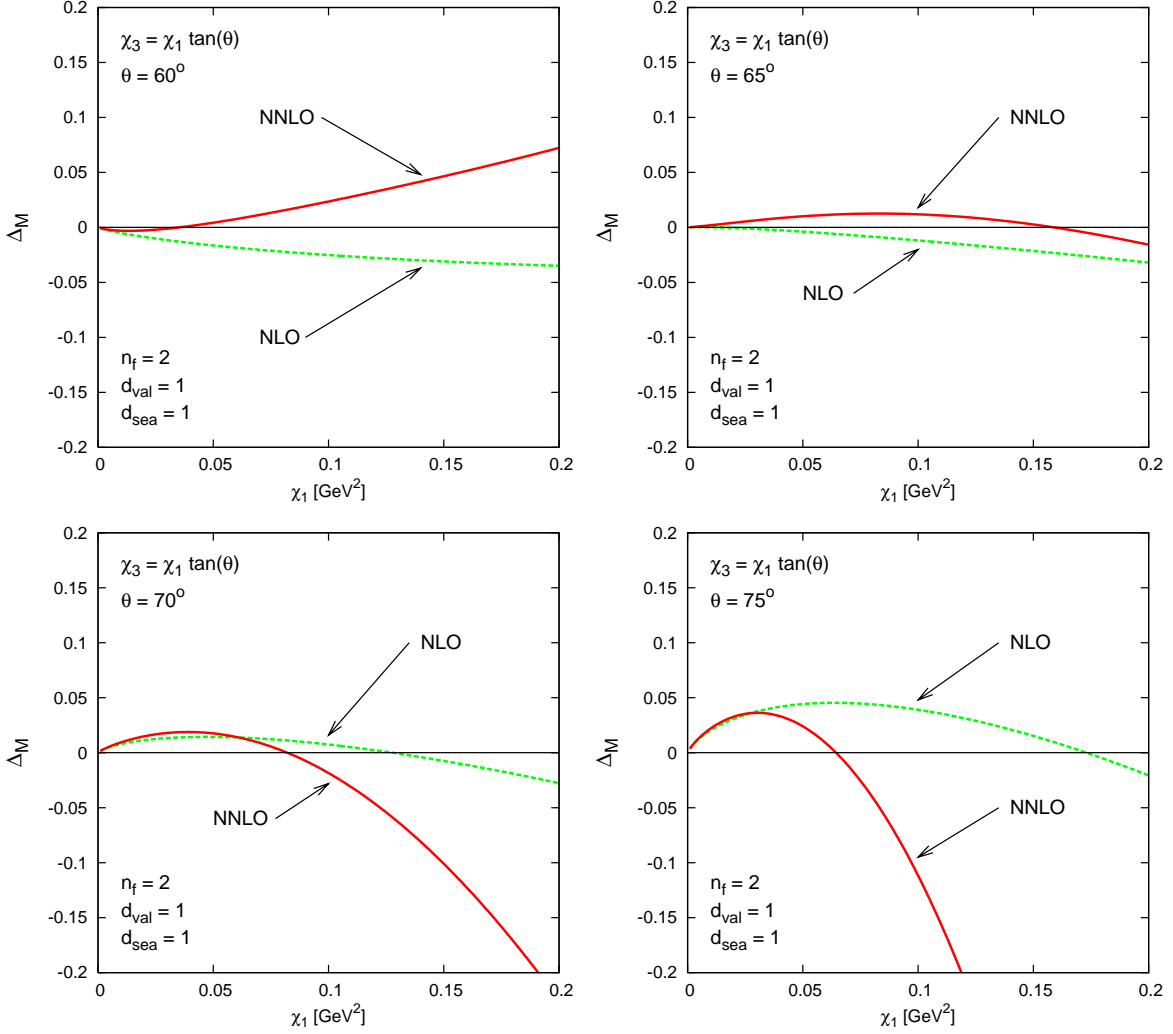 0.2
χ₃ = χ₁ tan(θ)
θ = 60°
0.15
0.1
NNLO
0.05
Δ_M
0
-0.05
NLO
-0.1
n_f = 2
-0.15
d_val = 1
d_sea = 1
-0.2
0 0.05 0.1 0.15 0.2
χ₁ [GeV²]
0.2
χ₃ = χ₁ tan(θ)
θ = 65°
0.15
0.1
NNLO
0.05
Δ_M
0
-0.05
NLO
-0.1
n_f = 2
-0.15
d_val = 1
d_sea = 1
-0.2
0 0.05 0.1 0.15 0.2
χ₁ [GeV²]
0.2
χ₃ = χ₁ tan(θ)
θ = 70°
0.15
0.1
NLO
0.05
Δ_M
0
-0.05
NNLO
-0.1
n_f = 2
-0.15
d_val = 1
d_sea = 1
-0.2
0 0.05 0.1 0.15 0.2
χ₁ [GeV²]
0.2
χ₃ = χ₁ tan(θ)
θ = 75°
0.15
0.1
NLO
0.05
Δ_M
0
-0.05
NNLO
-0.1
n_f = 2
-0.15
d_val = 1
d_sea = 1
-0.2
0 0.05 0.1 0.15 0.2
χ₁ [GeV²]